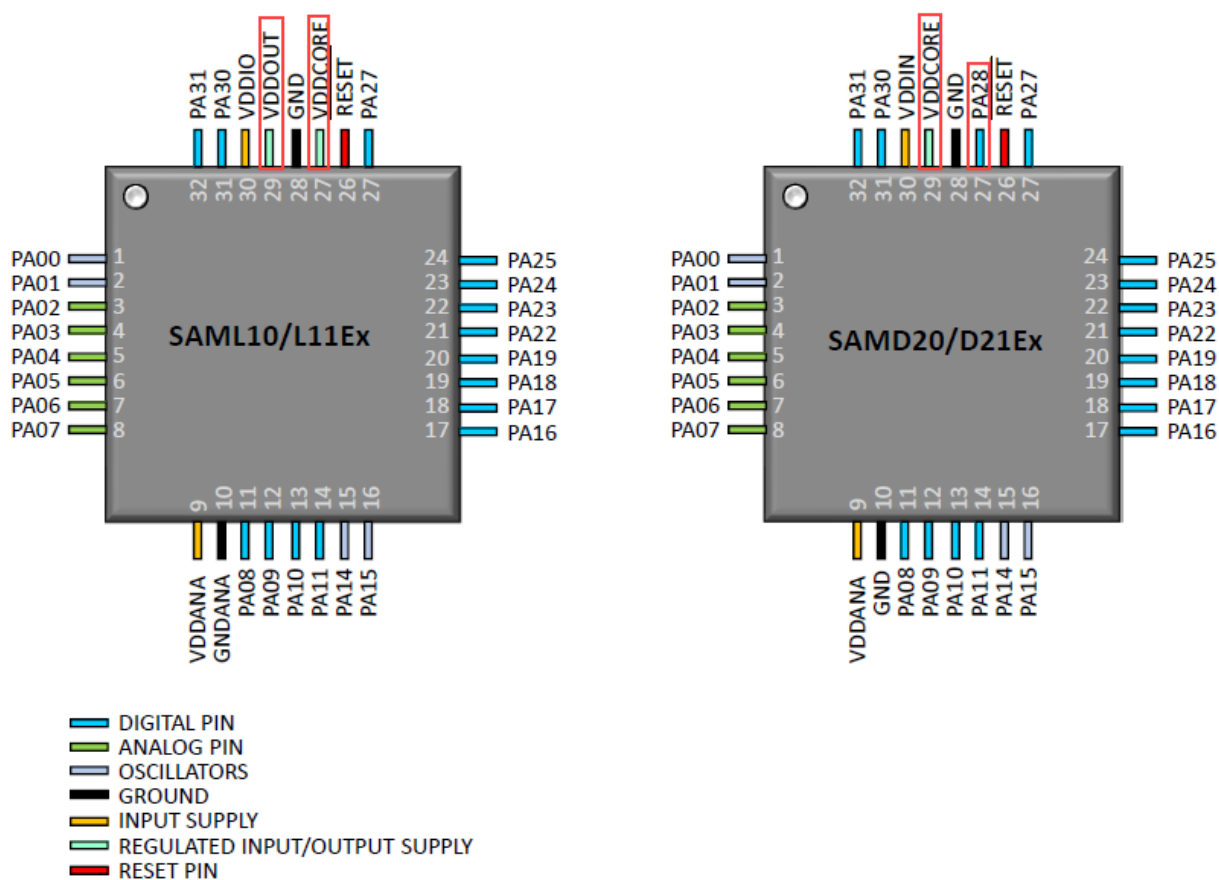 PA31 PA30 VDDIO VDDOUT GND VDDCORE RESET PA27
32 31 30 29 28 27 26 27
PA00 1
PA01 2
PA02 3
PA03 4
PA04 5
PA05 6
PA06 7
PA07 8
SAML10/L11Ex
24 PA25
23 PA24
22 PA23
21 PA22
20 PA19
19 PA18
18 PA17
17 PA16
9 10 11 12 13 14 15 16
VDDANA GNDANA PA08 PA09 PA10 PA11 PA14 PA15
PA31 PA30 VDDIN VDDCORE GND PA28 RESET PA27
32 31 30 29 28 27 26 27
PA00 1
PA01 2
PA02 3
PA03 4
PA04 5
PA05 6
PA06 7
PA07 8
SAMD20/D21Ex
24 PA25
23 PA24
22 PA23
21 PA22
20 PA19
19 PA18
18 PA17
17 PA16
9 10 11 12 13 14 15 16
VDDANA GND PA08 PA09 PA10 PA11 PA14 PA15
DIGITAL PIN
ANALOG PIN
OSCILLATORS
GROUND
INPUT SUPPLY
REGULATED INPUT/OUTPUT SUPPLY
RESET PIN